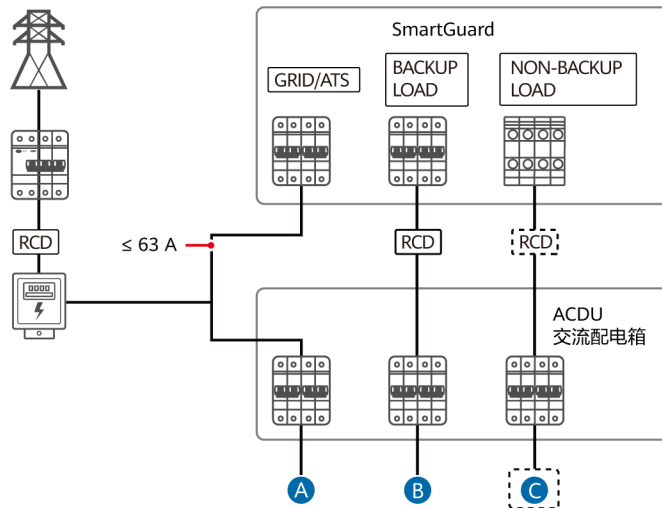 SmartGuard
GRID/ATS
BACKUP
LOAD
NON-BACKUP
LOAD
RCD
≤ 63 A
RCD
RCD
ACDU
交流配电箱
A
B
C